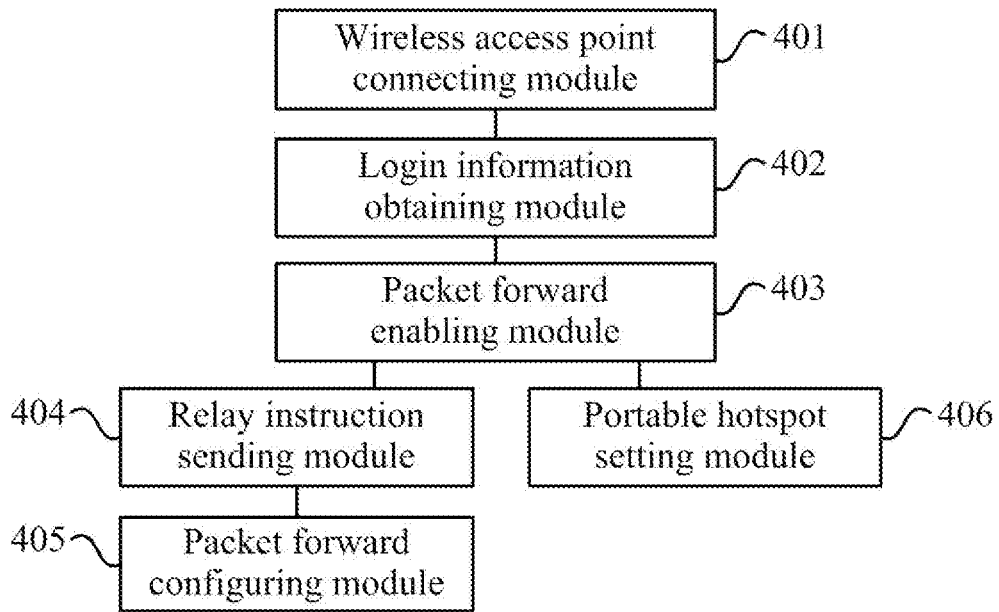 Wireless access point
connecting module
401
Login information
obtaining module
402
Packet forward
enabling module
403
404
Relay instruction
sending module
Portable hotspot
setting module
406
405
Packet forward
configuring module